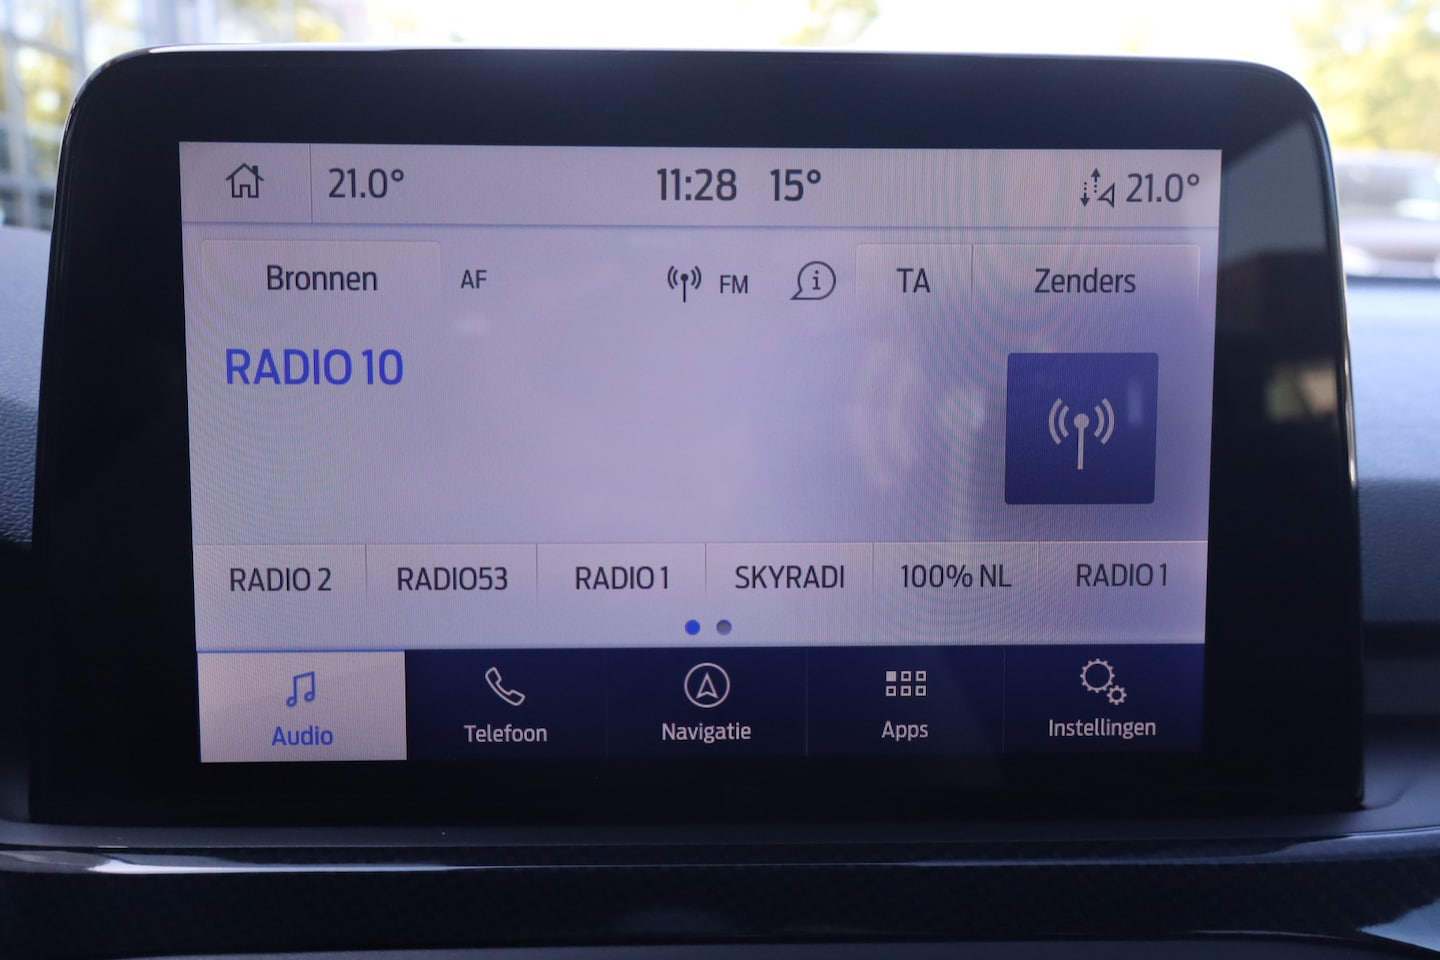 21.0° 11:28 15° 21.0°
Bronnen AF FM TA Zenders
RADIO 10
RADIO 2 RADIO53 RADIO 1 SKYRADI 100% NL RADIO 1
Audio Telefoon Navigatie Apps Instellingen